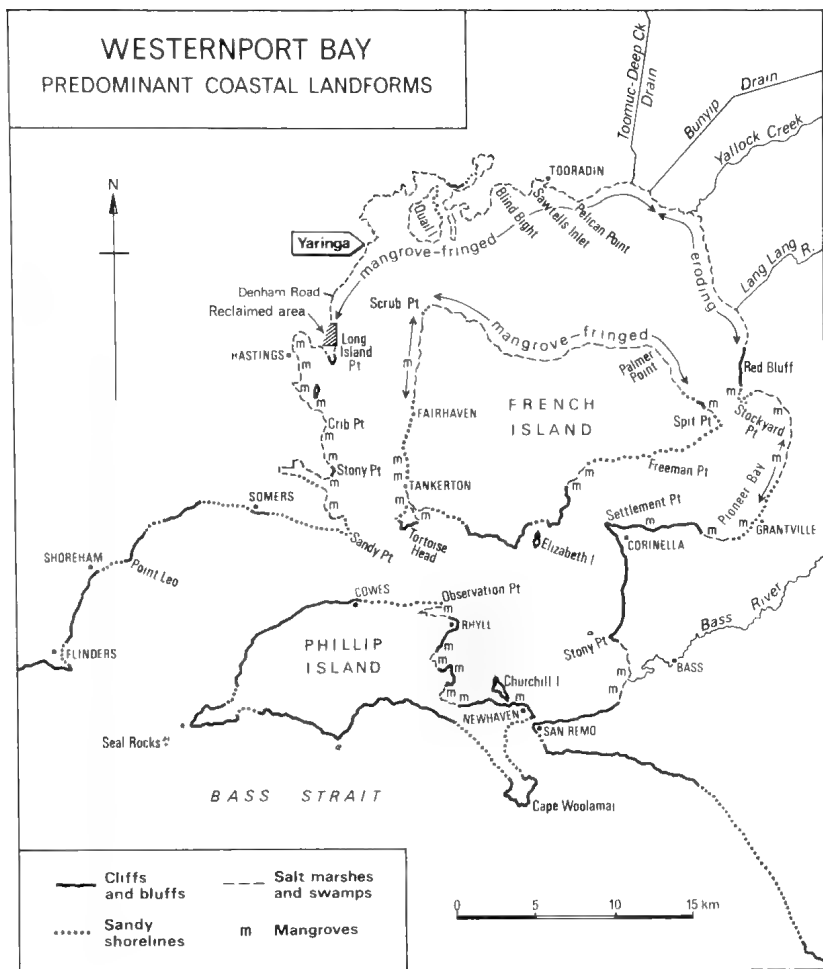 WESTERNPORT BAY
PREDOMINANT COASTAL LANDFORMS
Toomuc-Deep Ck
Drain
Bunyip Drain
Yallock Creek
Lang Lang R.
N
TOORADIN
Quail I
Blind Bight
Sawtells Inlet
Pelican Point
Yaringa
mangrove-fringed
eroding
Denham Road
Reclaimed area
Scrub Pt
Long
Island
Pt
HASTINGS
m
mangrove-fringed
Palmer
Point
Red Bluff
m
m
m
m
m
m
Stockyard
Pt
FAIRHAVEN
FRENCH
ISLAND
Spit Pt
m
Crib Pt
m
m
Pioneer Bay
Stony Pt
m
m
m
TANKERTON
Freeman Pt
m
SOMERS
m
m
m
Tortoise
Head
Settlement Pt
m
m
m
GRANTVILLE
Sandy Pt
Elizabeth I
CORINELLA
SHOREHAM
Point Leo
COWES
Observation Pt
m
RHYLL
Bass River
FLINDERS
PHILLIP
ISLAND
m
m
m
Stony Pt
BASS
Churchill I
m
m
m
m
NEWHAVEN
SAN REMO
Seal Rocks
BASS STRAIT
Cape Woolamai
Cliffs
and bluffs
Salt marshes
and swamps
Sandy
shorelines
m Mangroves
0 5 10 15 km